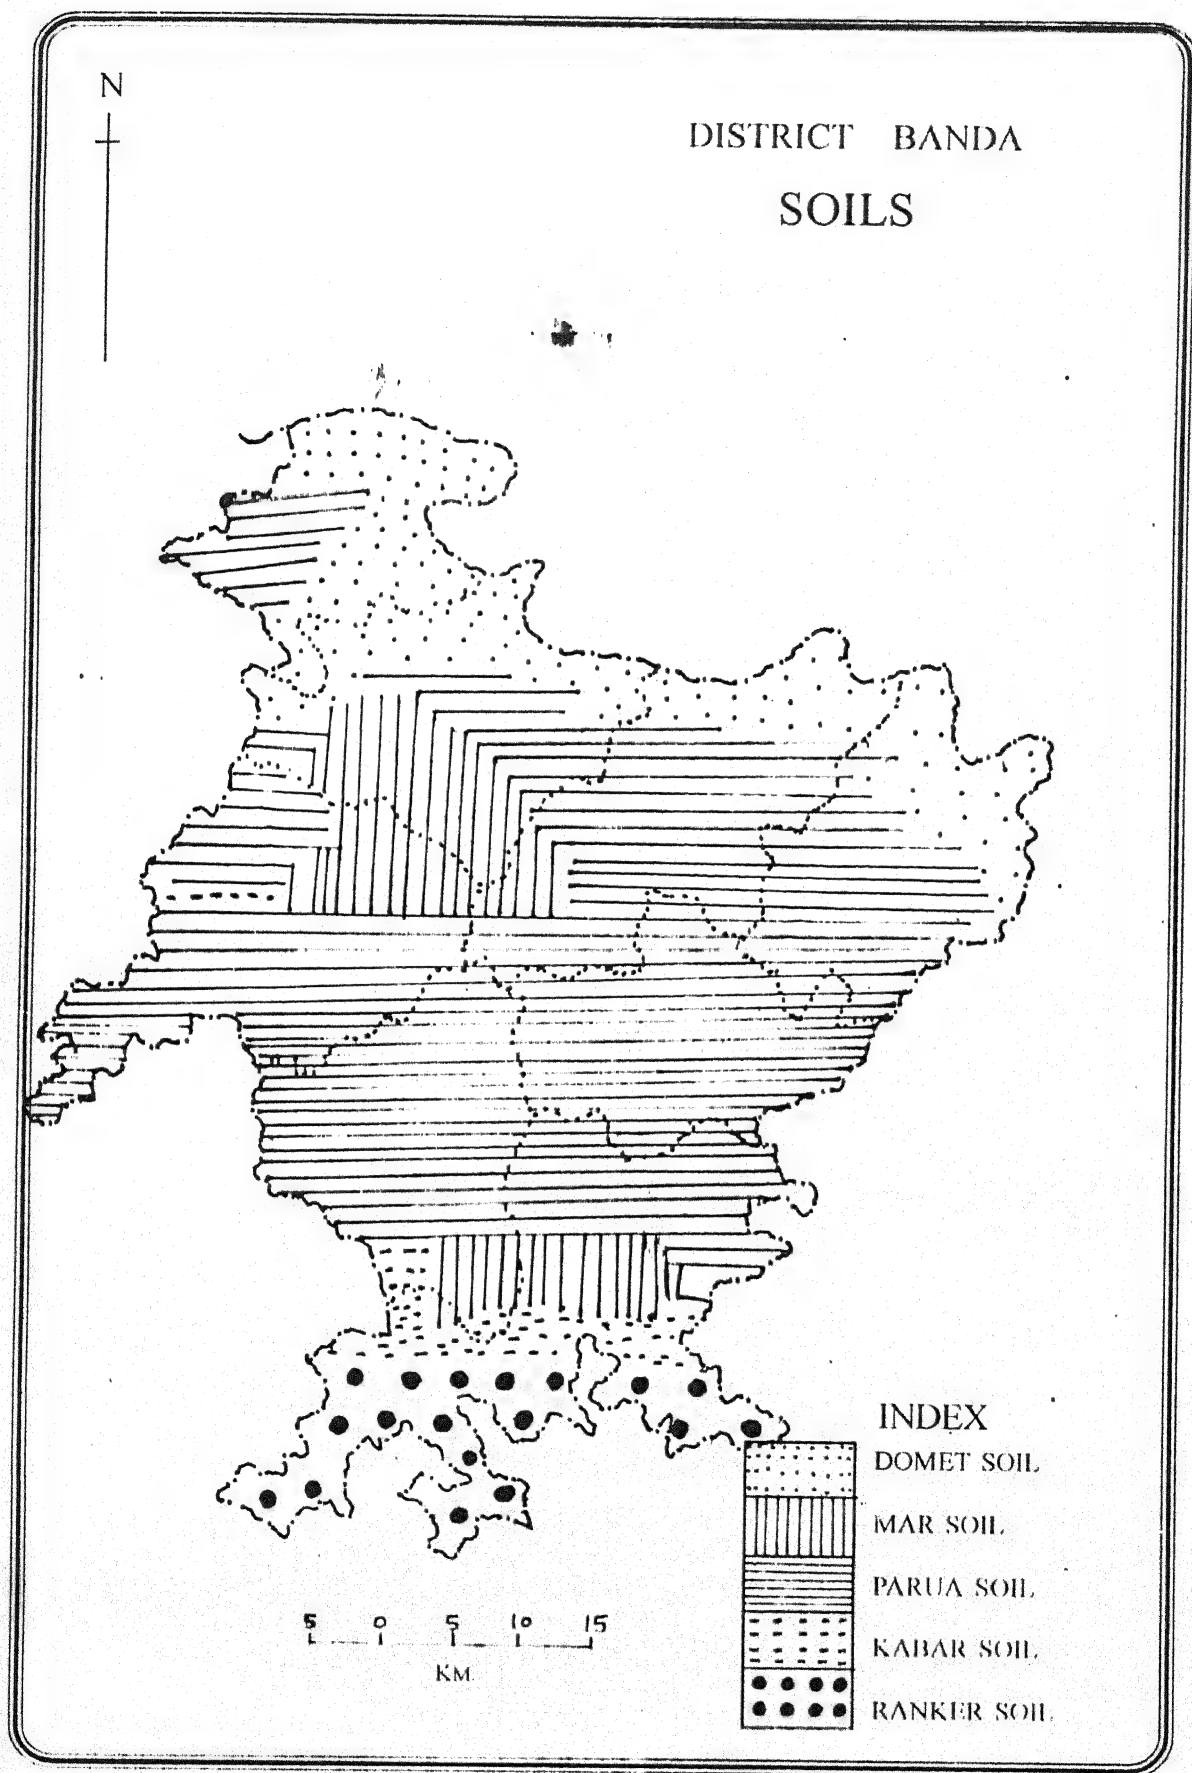 N
DISTRICT BANDA
SOILS
INDEX
DOMET SOIL
MAR SOIL
PARUA SOIL
KABAR SOIL
RANKER SOIL
5 0 5 10 15
KM